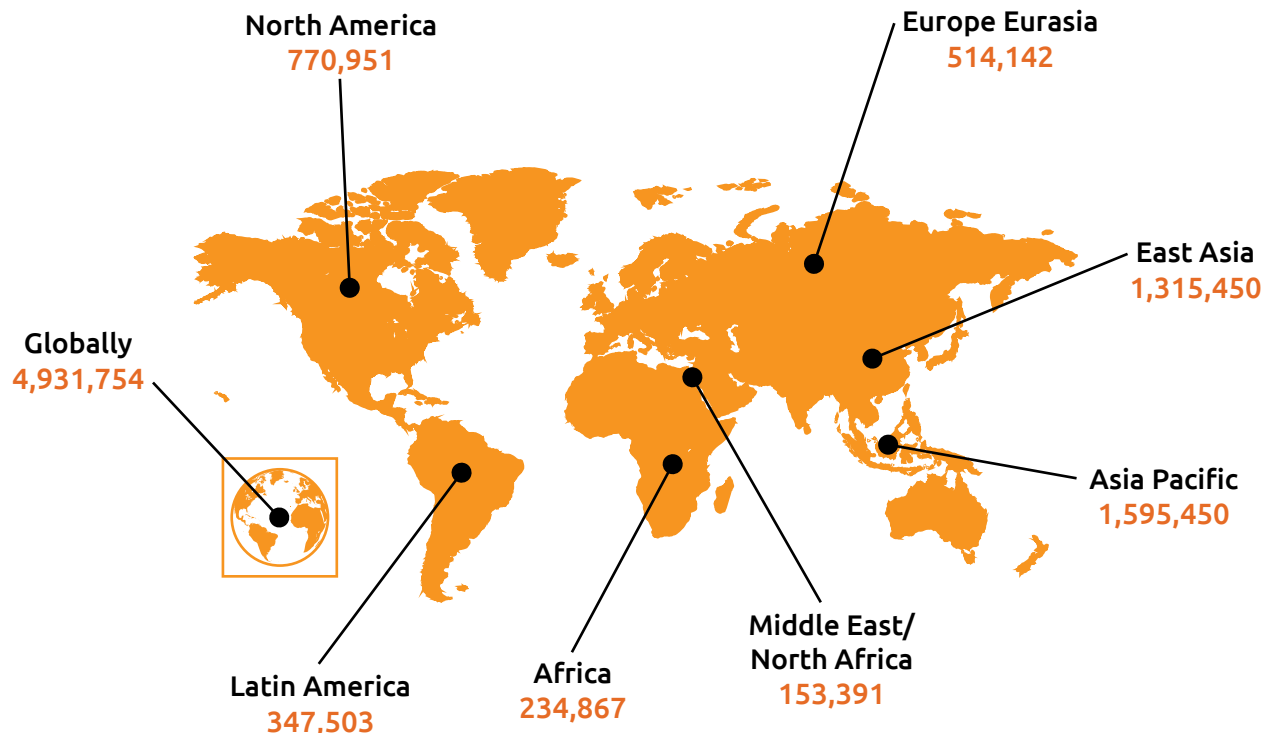 North America
770,951
Europe Eurasia
514,142
East Asia
1,315,450
Globally
4,931,754
Asia Pacific
1,595,450
Middle East/
North Africa
153,391
Africa
234,867
Latin America
347,503